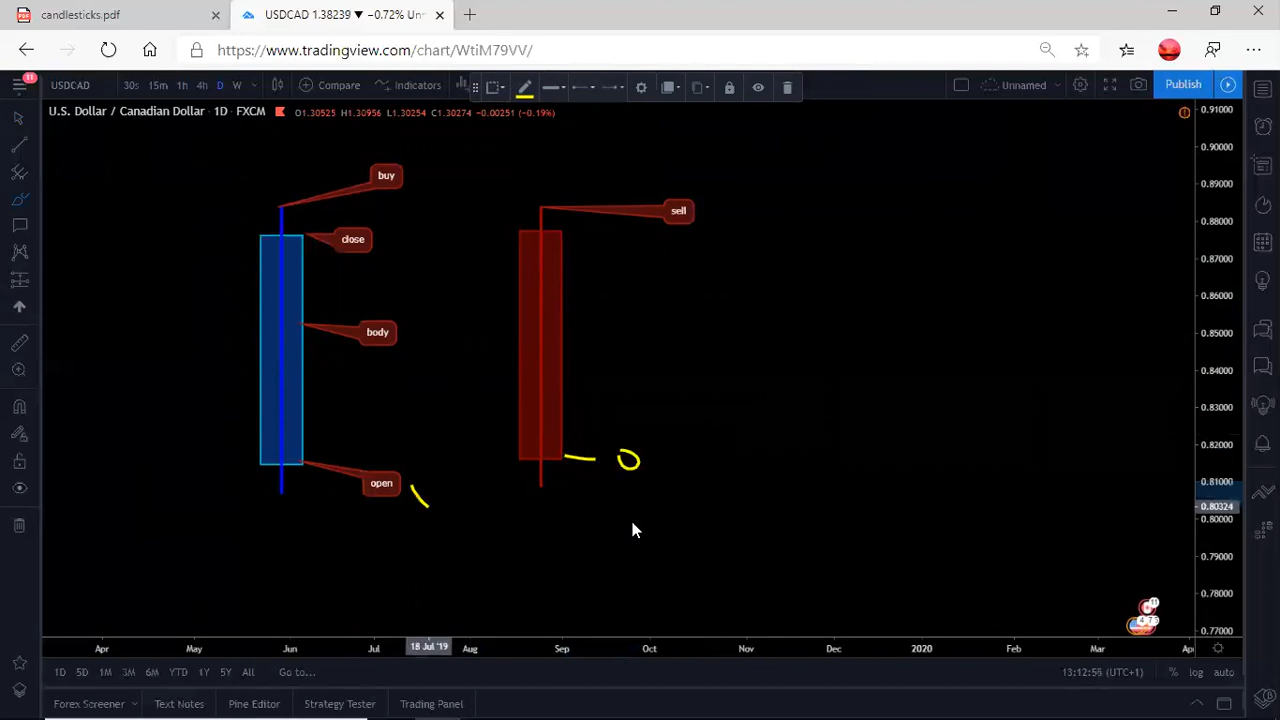 candlesticks.pdf
USDCAD 1.38239 ▼ −0.72% Un
https://www.tradingview.com/chart/WtiM79VV/
11
USDCAD 30s 15m 1h 4h D W Compare Indicators Unnamed Publish
U.S. Dollar / Canadian Dollar · 1D · FXCM O1.30525 H1.30956 L1.30254 C1.30274 −0.00251 (−0.19%)
0.91000
0.90000
0.89000
0.88000
0.87000
0.86000
0.85000
0.84000
0.83000
0.82000
0.81000
0.80324
0.80000
0.79000
0.78000
0.77000
buy
close
body
open
sell
11
Apr May Jun Jul 18 Jul '19 Aug Sep Oct Nov Dec 2020 Feb Mar Ap
1D 5D 1M 3M 6M YTD 1Y 5Y All Go to... 13:12:56 (UTC+1) % log auto
Forex Screener Text Notes Pine Editor Strategy Tester Trading Panel